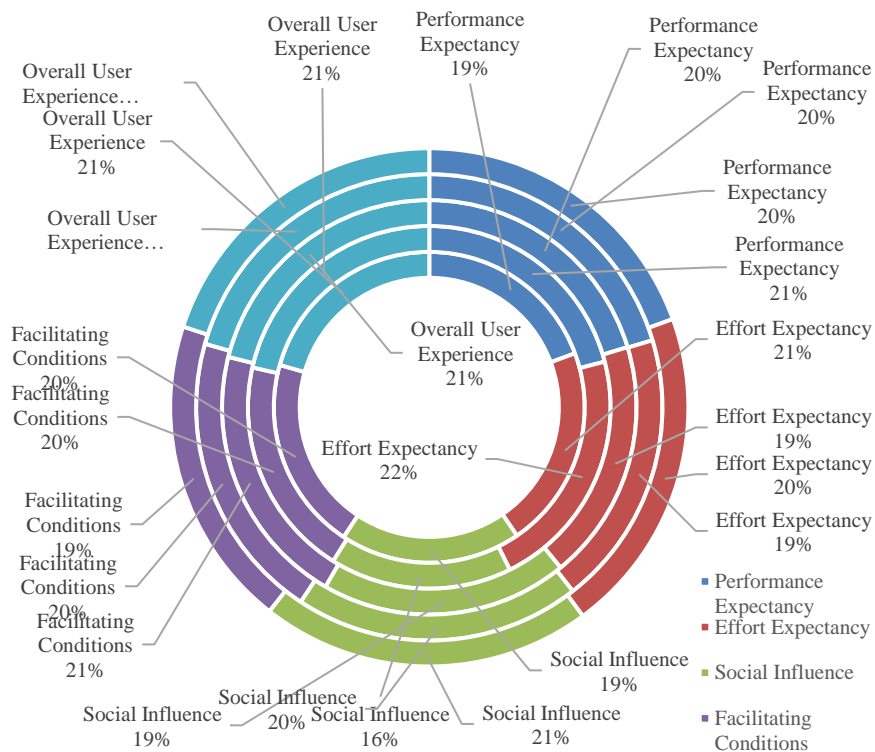 Overall User
Experience
21%
Performance
Expectancy
19%
Performance
Expectancy
20%
Performance
Expectancy
20%
Overall User
Experience…
Overall User
Experience
21%
Performance
Expectancy
20%
Overall User
Experience…
Performance
Expectancy
21%
Facilitating
Conditions
20%
Overall User
Experience
21%
Effort Expectancy
21%
Facilitating
Conditions
20%
Effort Expectancy
22%
Effort Expectancy
19%
Effort Expectancy
20%
Facilitating
Conditions
19%
Effort Expectancy
19%
Facilitating
Conditions
20%
Facilitating
Conditions
21%
Social Influence
19%
Social Influence
20%
Social Influence
19%
Social Influence
16%
Social Influence
21%
Performance
Expectancy
Effort Expectancy
Social Influence
Facilitating
Conditions